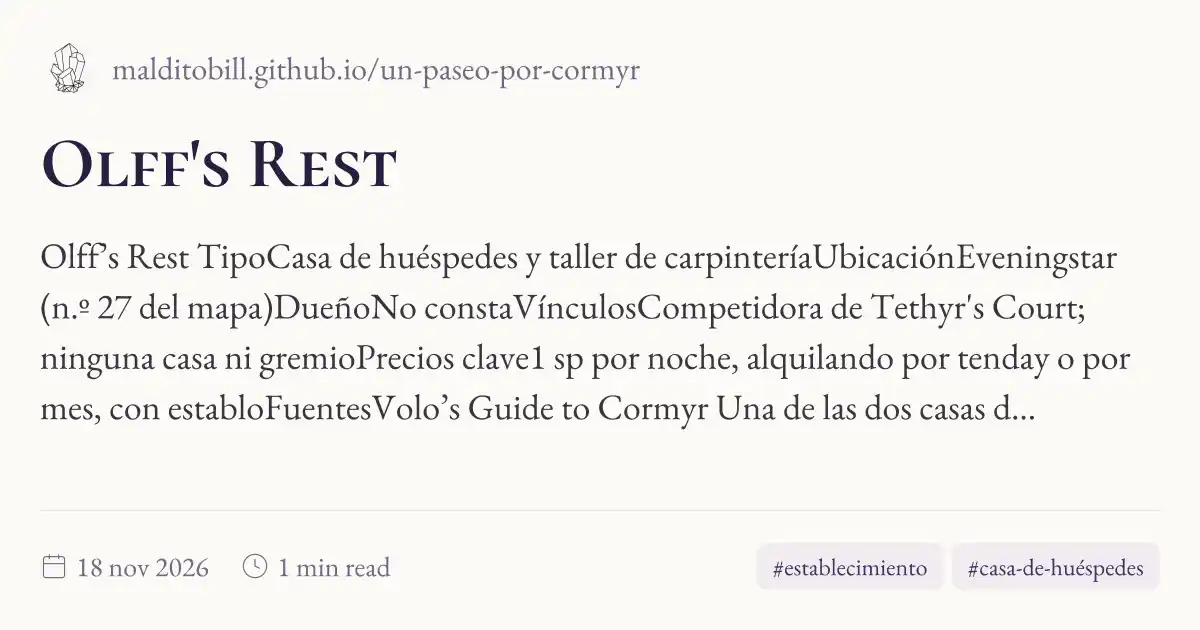 malditobill.github.io/un-paseo-por-cormyr
Olff's Rest
Olff’s Rest TipoCasa de huéspedes y taller de carpinteríaUbicaciónEveningstar
(n.º 27 del mapa)DueñoNo constaVínculosCompetidora de Tethyr's Court;
ninguna casa ni gremioPrecios clave1 sp por noche, alquilando por tenday o por
mes, con establoFuentesVolo’s Guide to Cormyr Una de las dos casas d...
18 nov 2026
1 min read
#establecimiento
#casa-de-huéspedes